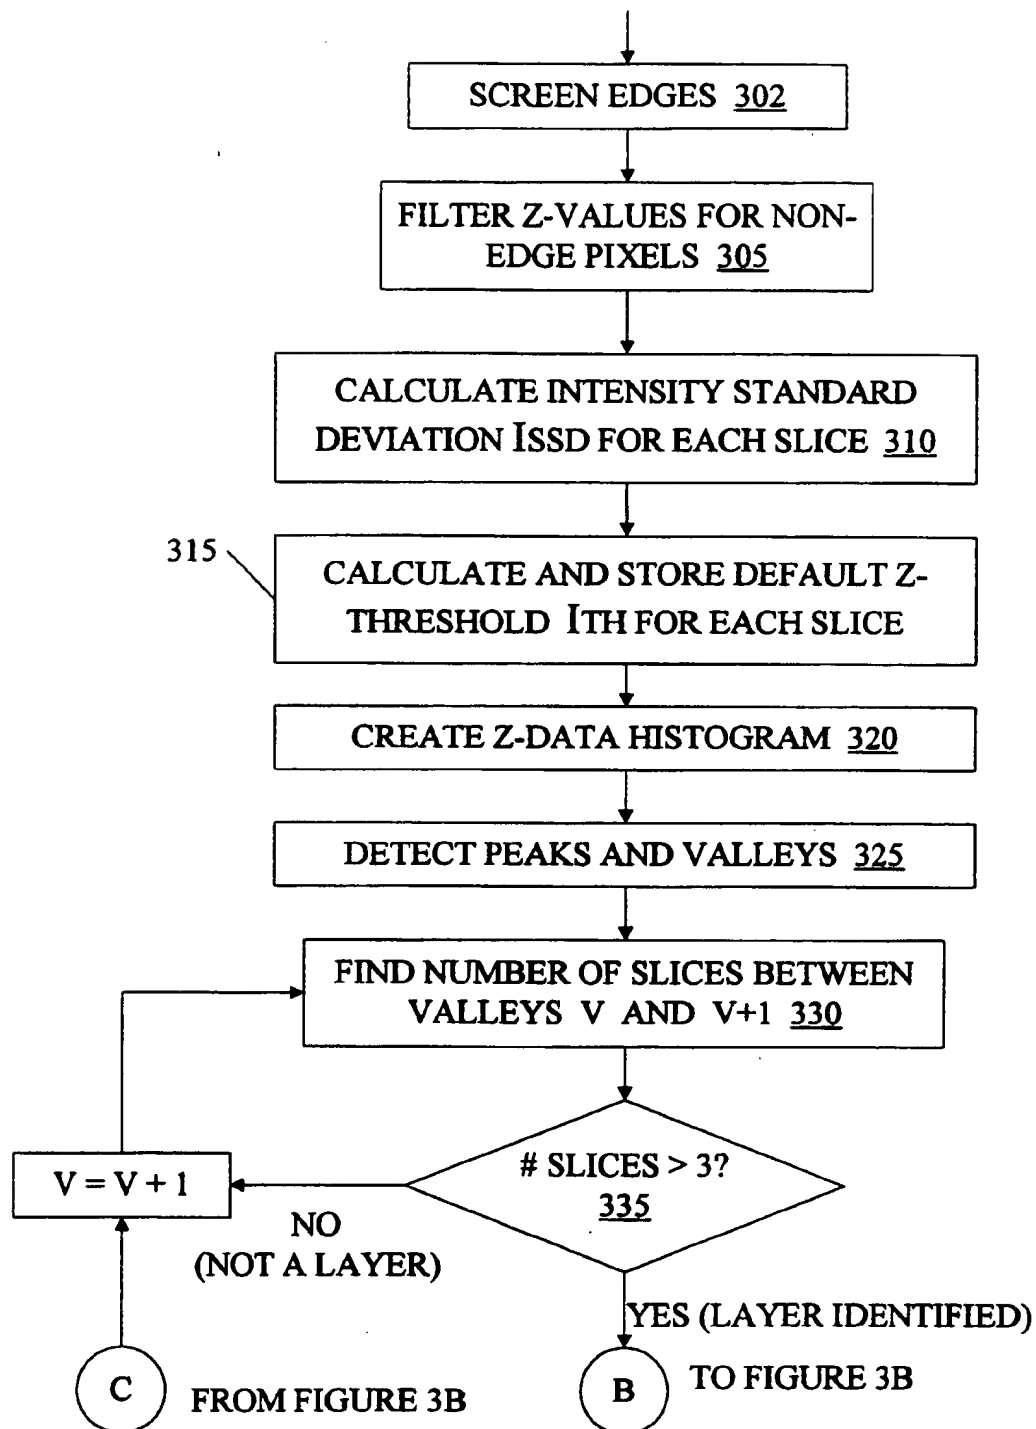 SCREEN EDGES 302
FILTER Z-VALUES FOR NON-
EDGE PIXELS 305
CALCULATE INTENSITY STANDARD
DEVIATION ISSD FOR EACH SLICE 310
315
CALCULATE AND STORE DEFAULT Z-
THRESHOLD ITH FOR EACH SLICE
CREATE Z-DATA HISTOGRAM 320
DETECT PEAKS AND VALLEYS 325
FIND NUMBER OF SLICES BETWEEN
VALLEYS V AND V+1 330
# SLICES > 3?
335
V = V + 1
NO
(NOT A LAYER)
YES (LAYER IDENTIFIED)
C
FROM FIGURE 3B
B
TO FIGURE 3B